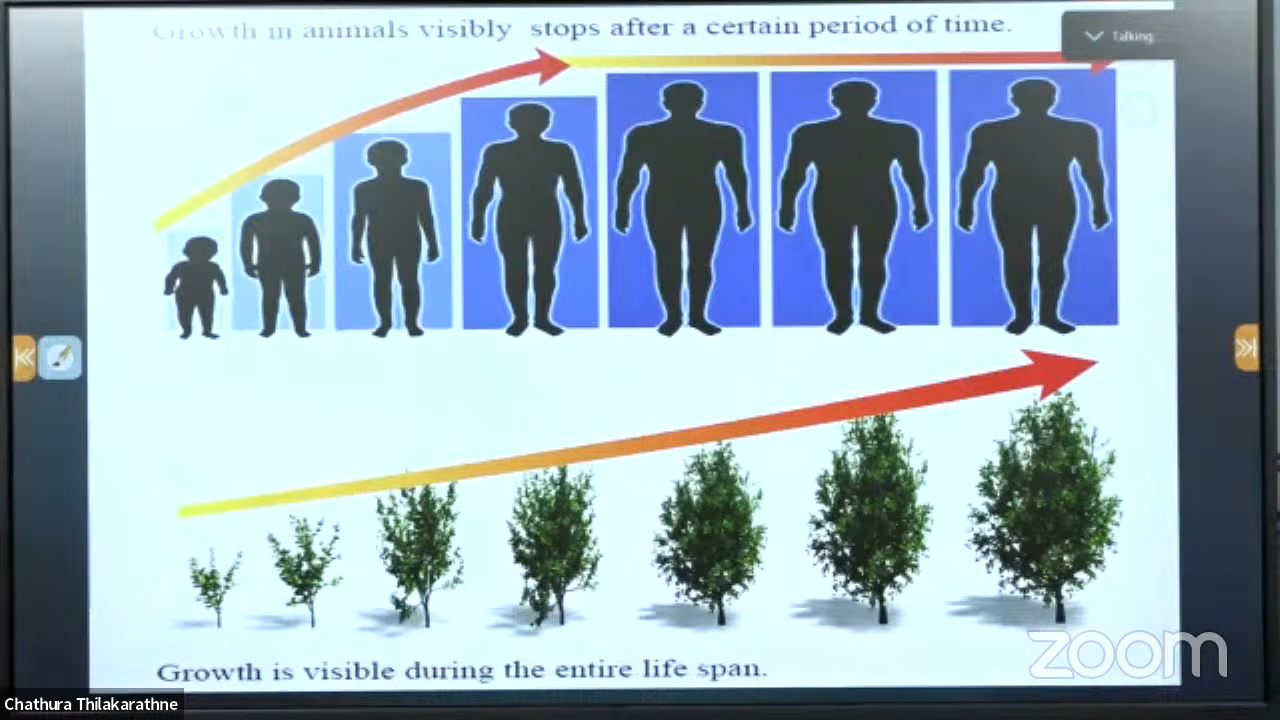 Growth in animals visibly stops after a certain period of time.
Talking:
Growth is visible during the entire life span.
zoom
Chathura Thilakarathne